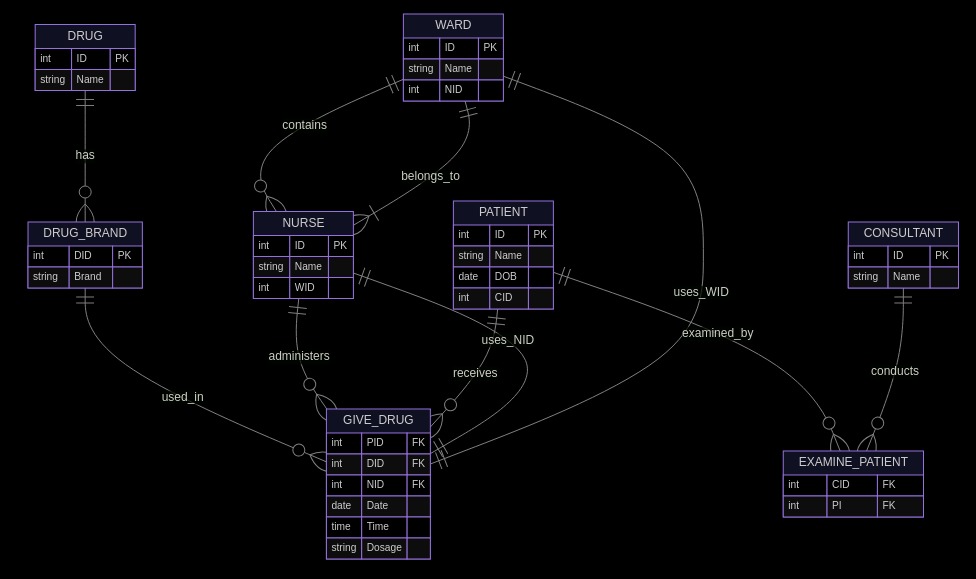 DRUG
int ID PK
string Name
WARD
int ID PK
string Name
int NID
contains
has
belongs_to
DRUG_BRAND
int DID PK
string Brand
NURSE
int ID PK
string Name
int WID
PATIENT
int ID PK
string Name
date DOB
int CID
CONSULTANT
int ID PK
string Name
uses_WID
examined_by
uses_NID
administers
receives
conducts
used_in
GIVE_DRUG
int PID FK
int DID FK
int NID FK
date Date
time Time
string Dosage
EXAMINE_PATIENT
int CID FK
int PI FK